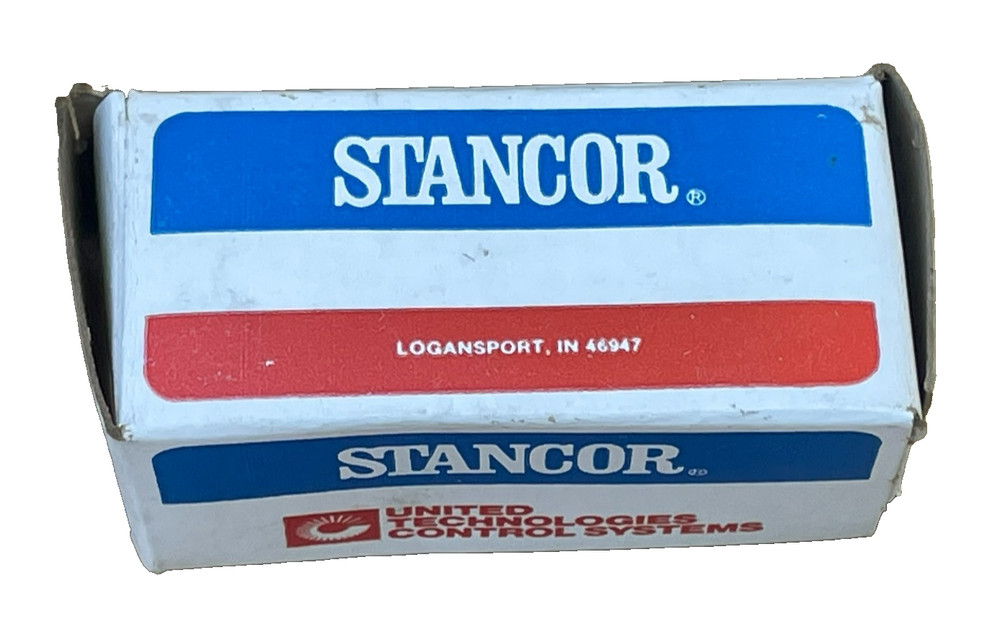 STANCOR®
LOGANSPORT, IN 46947
STANCOR®
UNITED
TECHNOLOGIES
CONTROL SYSTEMS